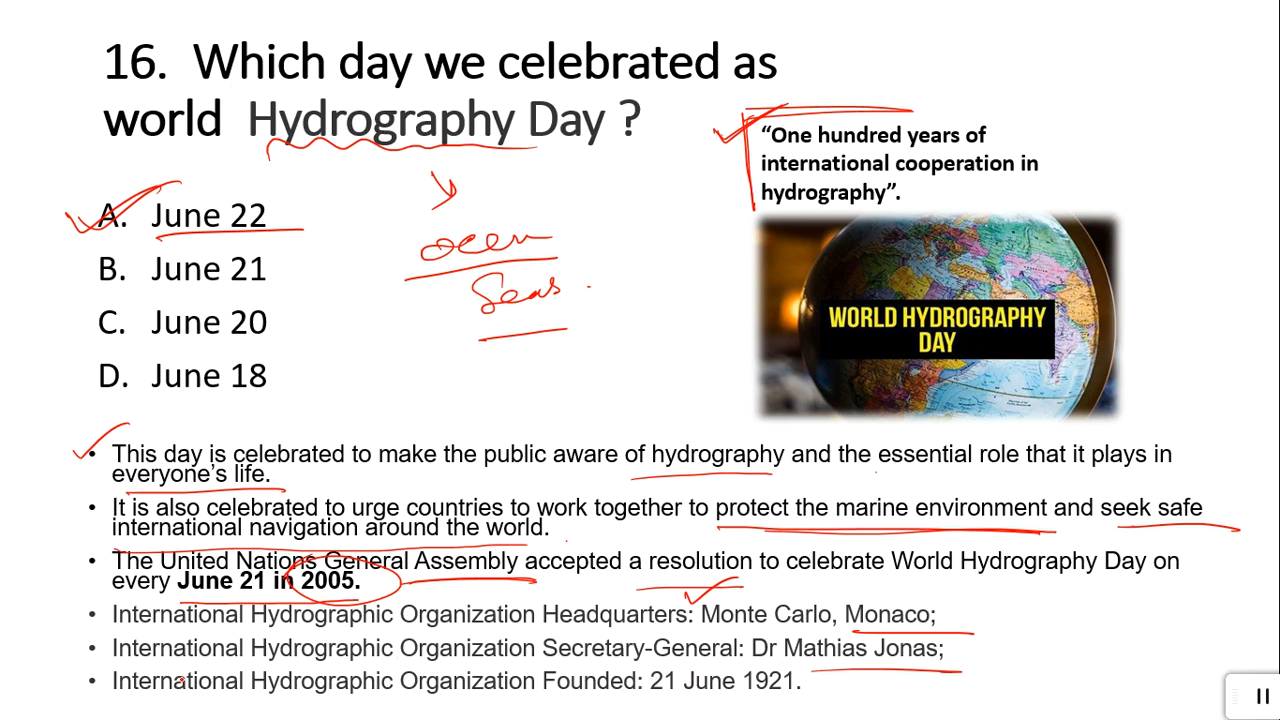 16. Which day we celebrated as
world Hydrography Day ?
"One hundred years of
international cooperation in
hydrography".
A. June 22
B. June 21
C. June 20
D. June 18
ocen
Seas
WORLD HYDROGRAPHY
DAY
• This day is celebrated to make the public aware of hydrography and the essential role that it plays in
everyone's life.
• It is also celebrated to urge countries to work together to protect the marine environment and seek safe
international navigation around the world.
• The United Nations General Assembly accepted a resolution to celebrate World Hydrography Day on
every June 21 in 2005.
• International Hydrographic Organization Headquarters: Monte Carlo, Monaco;
• International Hydrographic Organization Secretary-General: Dr Mathias Jonas;
• International Hydrographic Organization Founded: 21 June 1921.